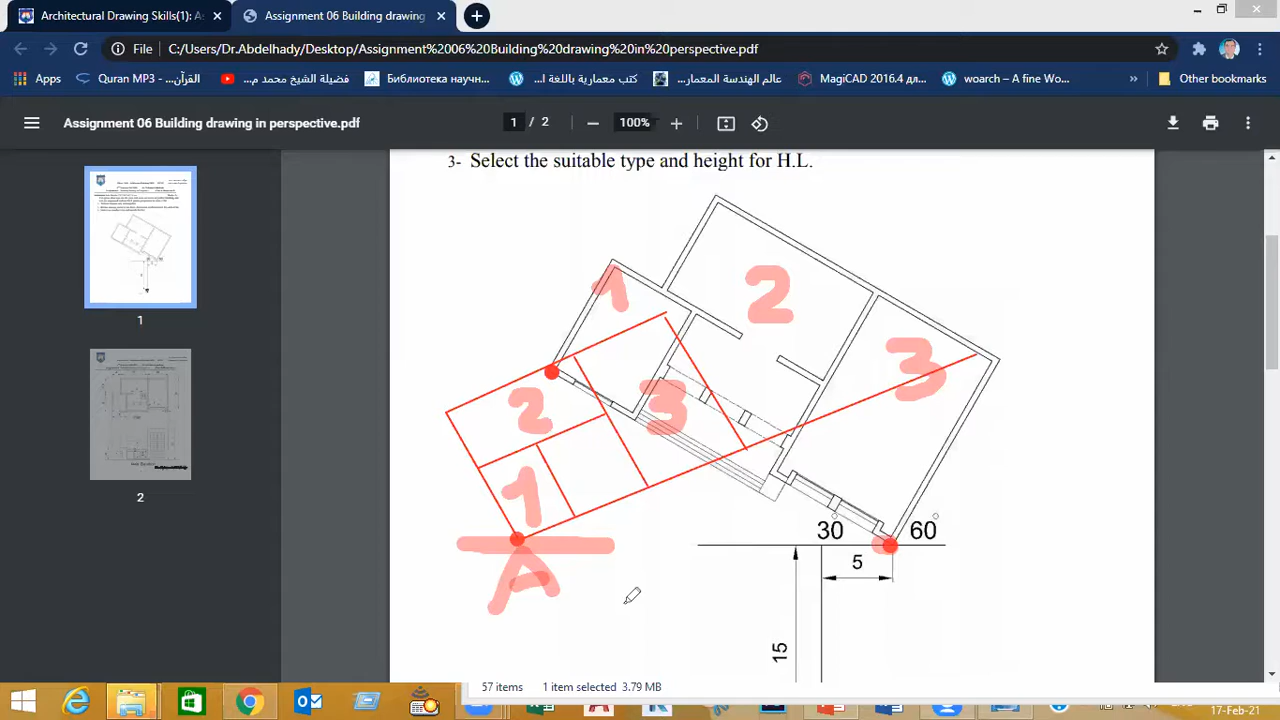 Architectural Drawing Skills(1): As
Assignment 06 Building drawing
File C:/Users/Dr.Abdelhady/Desktop/Assignment%2006%20Building%20drawing%20in%20perspective.pdf
Apps Quran MP3 - القرآن... فضيلة الشيخ محمد م... Библиотека научн... كتب معمارية باللغة ا... عالم الهندسة المعمار... MagiCAD 2016.4 дл... woarch – A fine Wo... » Other bookmarks
Assignment 06 Building drawing in perspective.pdf 1 / 2 100%
3- Select the suitable type and height for H.L.
1
2
3
2
3
1
30 60
5
A
15
1
2
57 items 1 item selected 3.79 MB
17-Feb-21